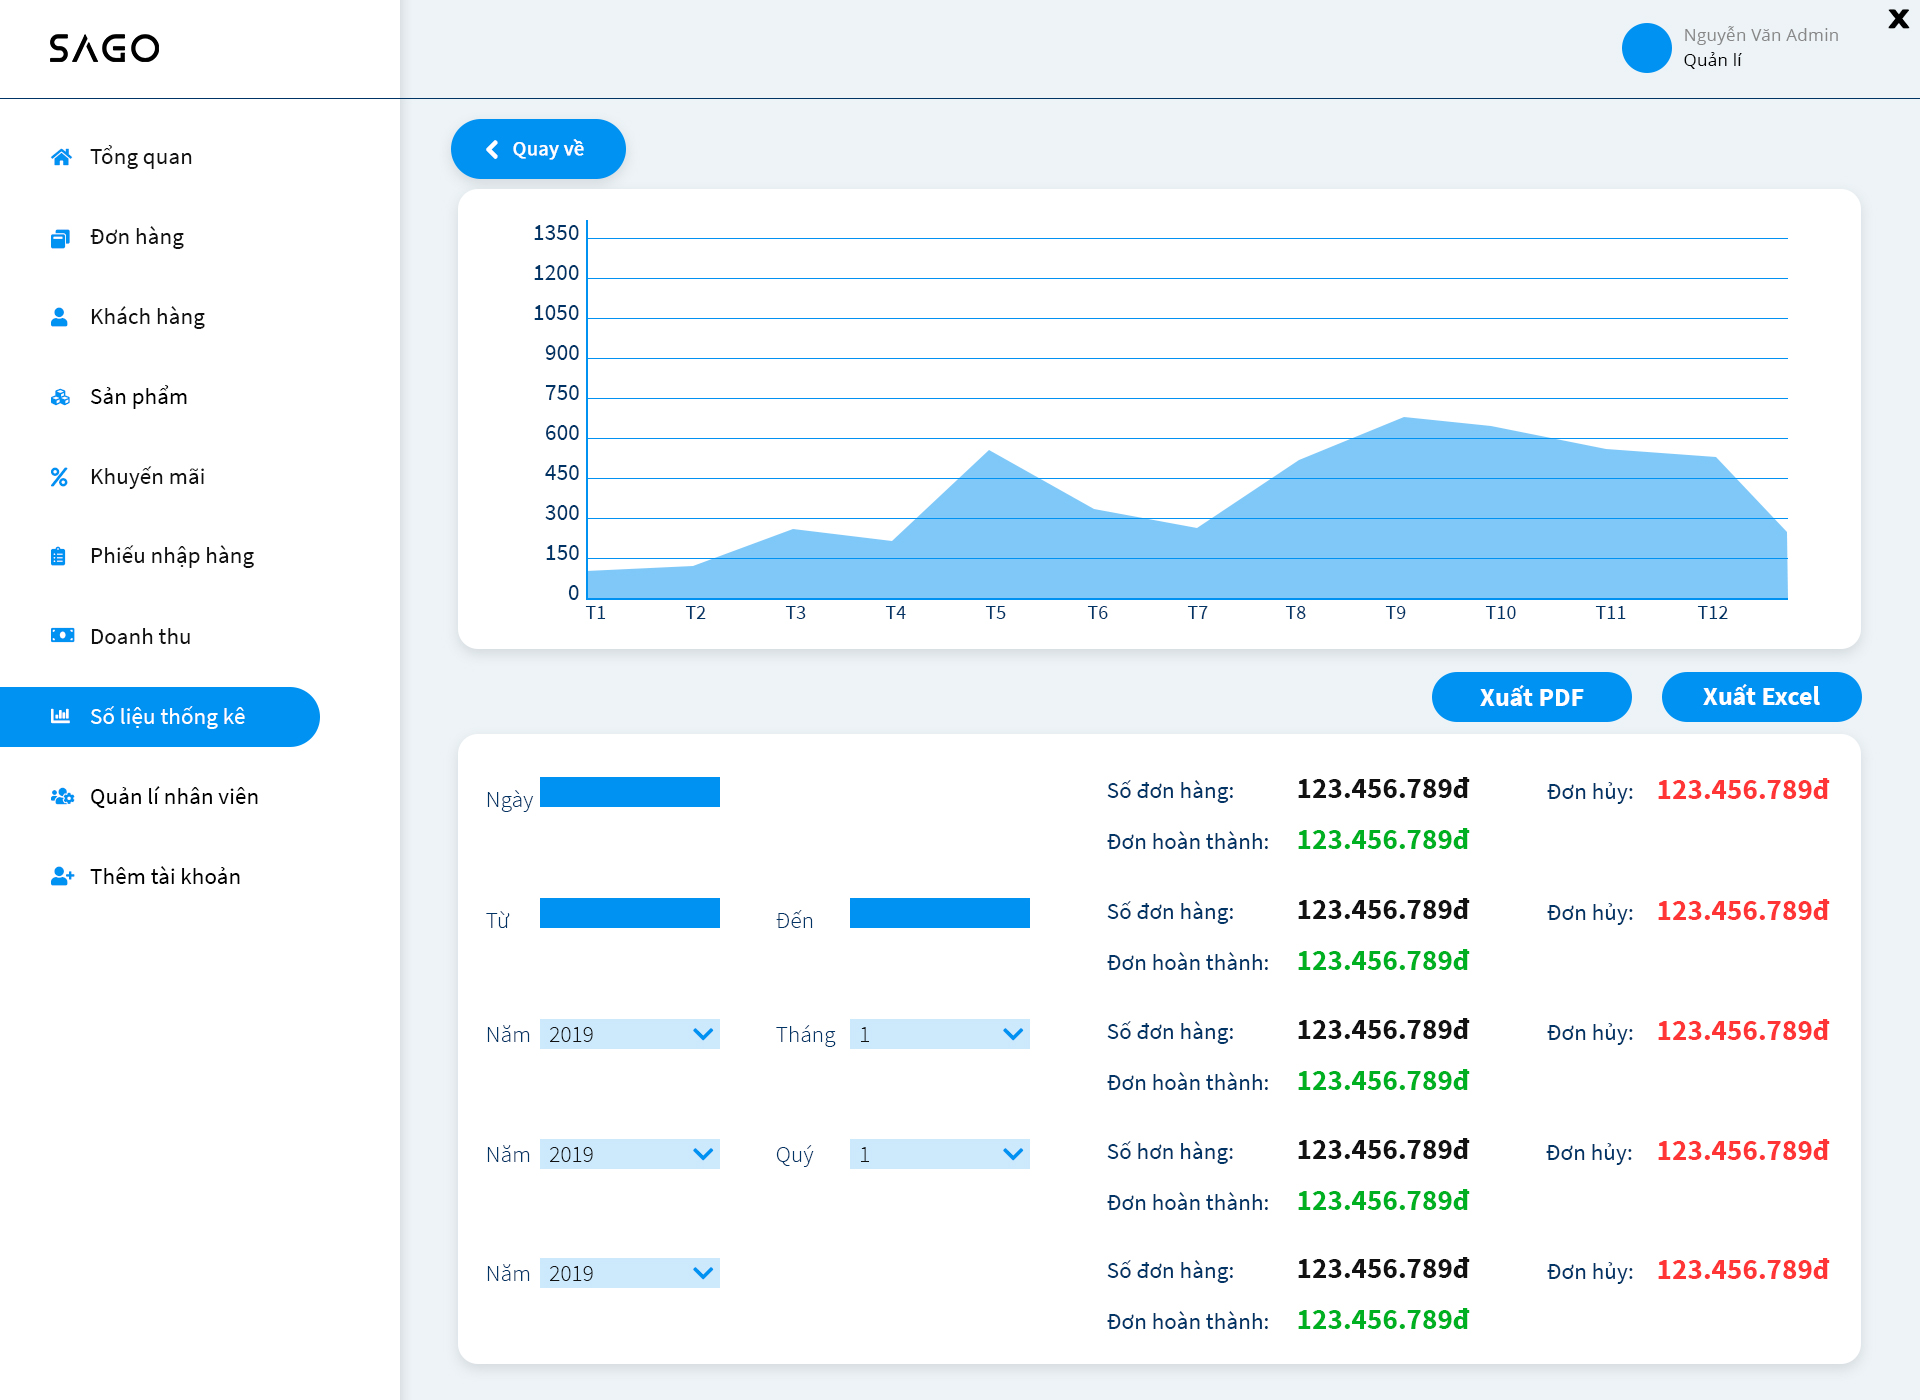 SAGO
X
Nguyễn Văn Admin
Quản lí
Tổng quan
Đơn hàng
Khách hàng
Sản phẩm
Khuyến mãi
Phiếu nhập hàng
Doanh thu
Số liệu thống kê
Quản lí nhân viên
Thêm tài khoản
Quay về
1350
1200
1050
900
750
600
450
300
150
0
T1 T2 T3 T4 T5 T6 T7 T8 T9 T10 T11 T12
Xuất PDF Xuất Excel
Ngày Số đơn hàng: 123.456.789đ Đơn hủy: 123.456.789đ
Đơn hoàn thành: 123.456.789đ
Từ Đến Số đơn hàng: 123.456.789đ Đơn hủy: 123.456.789đ
Đơn hoàn thành: 123.456.789đ
Năm 2019 Tháng 1 Số đơn hàng: 123.456.789đ Đơn hủy: 123.456.789đ
Đơn hoàn thành: 123.456.789đ
Năm 2019 Quý 1 Số hơn hàng: 123.456.789đ Đơn hủy: 123.456.789đ
Đơn hoàn thành: 123.456.789đ
Năm 2019 Số đơn hàng: 123.456.789đ Đơn hủy: 123.456.789đ
Đơn hoàn thành: 123.456.789đ